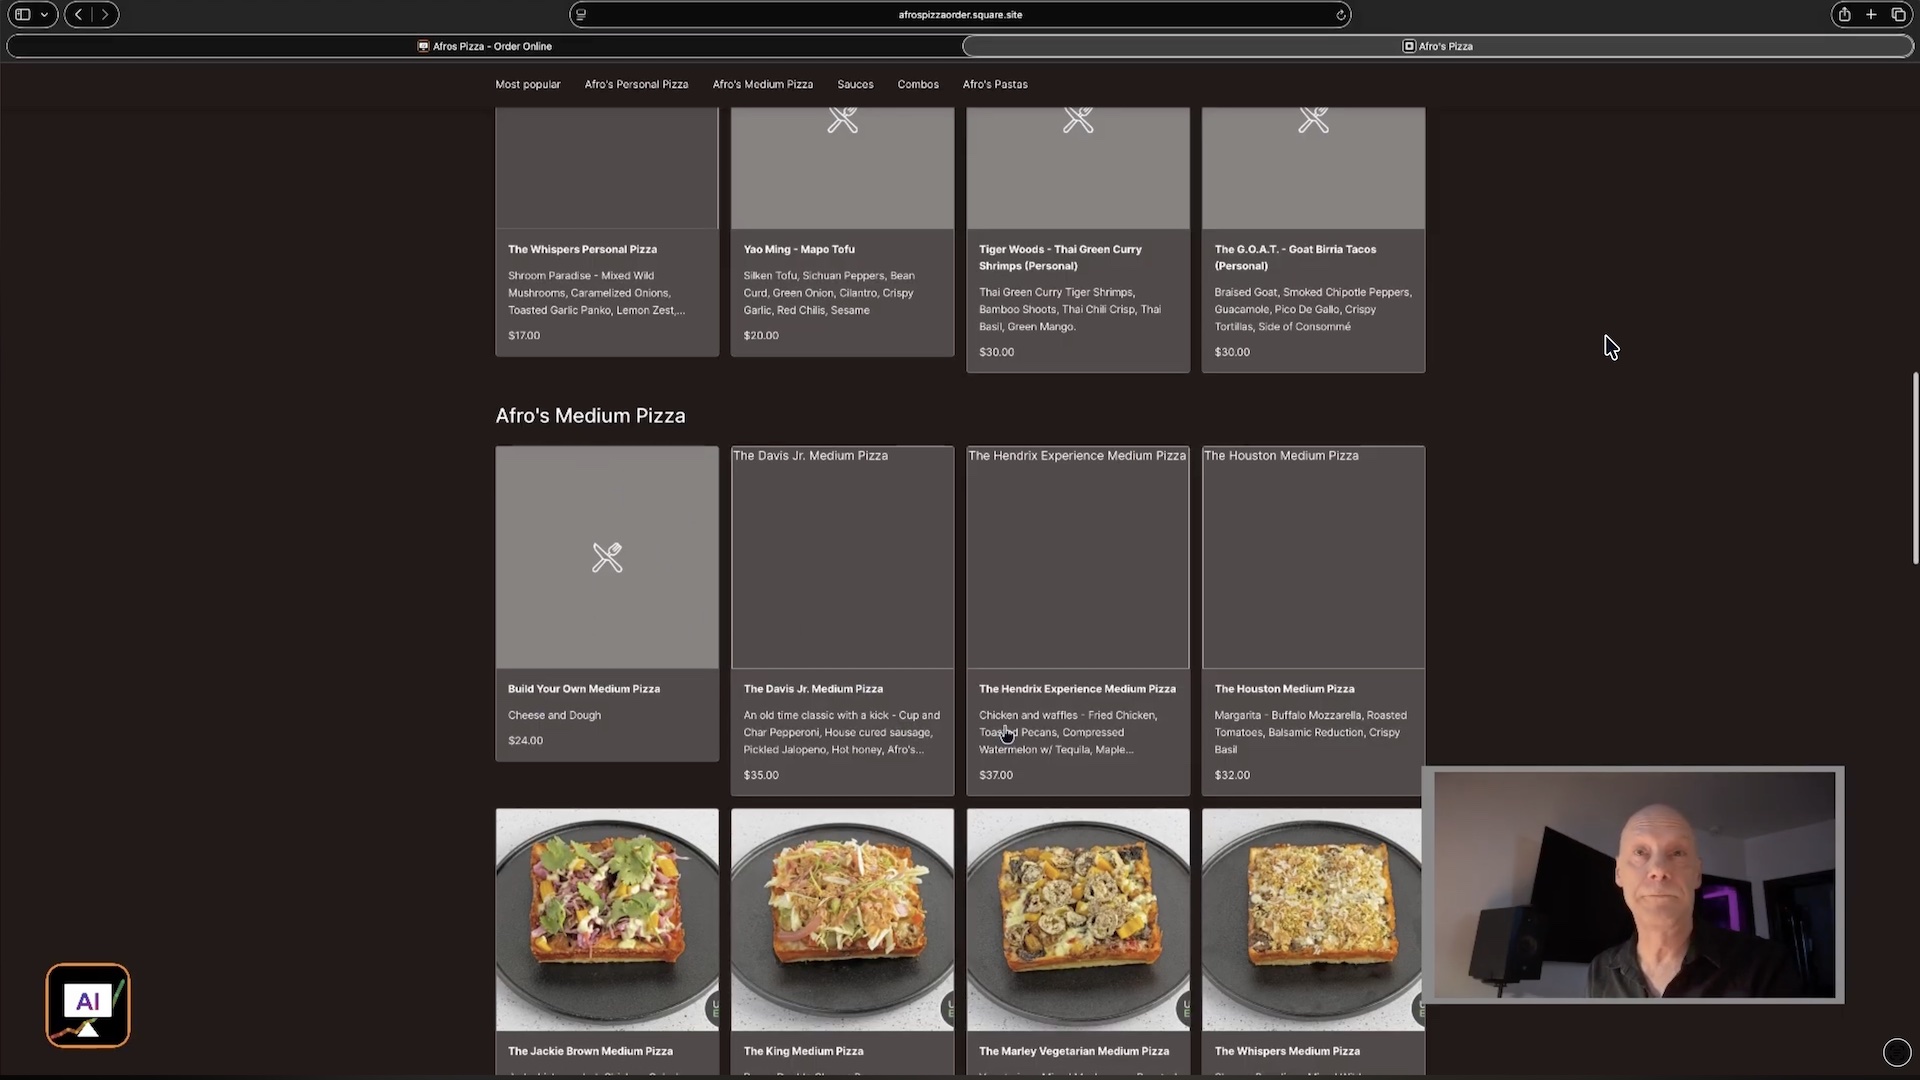 afrospizzaorder.square.site
Afros Pizza - Order Online
Afro's Pizza
Most popular
Afro's Personal Pizza
Afro's Medium Pizza
Sauces
Combos
Afro's Pastas
The Whispers Personal Pizza
Shroom Paradise - Mixed Wild
Mushrooms, Caramelized Onions,
Toasted Garlic Panko, Lemon Zest,...
$17.00
Yao Ming - Mapo Tofu
Silken Tofu, Sichuan Peppers, Bean
Curd, Green Onion, Cilantro, Crispy
Garlic, Red Chilis, Sesame
$20.00
Tiger Woods - Thai Green Curry
Shrimps (Personal)
Thai Green Curry Tiger Shrimps,
Bamboo Shoots, Thai Chili Crisp, Thai
Basil, Green Mango.
$30.00
The G.O.A.T. - Goat Birria Tacos
(Personal)
Braised Goat, Smoked Chipotle Peppers,
Guacamole, Pico De Gallo, Crispy
Tortillas, Side of Consommé
$30.00
Afro's Medium Pizza
Build Your Own Medium Pizza
Cheese and Dough
$24.00
The Davis Jr. Medium Pizza
The Davis Jr. Medium Pizza
An old time classic with a kick - Cup and
Char Pepperoni, House cured sausage,
Pickled Jalopeno, Hot honey, Afro's...
$35.00
The Hendrix Experience Medium Pizza
The Hendrix Experience Medium Pizza
Chicken and waffles - Fried Chicken,
Toasted Pecans, Compressed
Watermelon w/ Tequila, Maple...
$37.00
The Houston Medium Pizza
The Houston Medium Pizza
Margarita - Buffalo Mozzarella, Roasted
Tomatoes, Balsamic Reduction, Crispy
Basil
$32.00
The Jackie Brown Medium Pizza
The King Medium Pizza
The Marley Vegetarian Medium Pizza
The Whispers Medium Pizza
AI